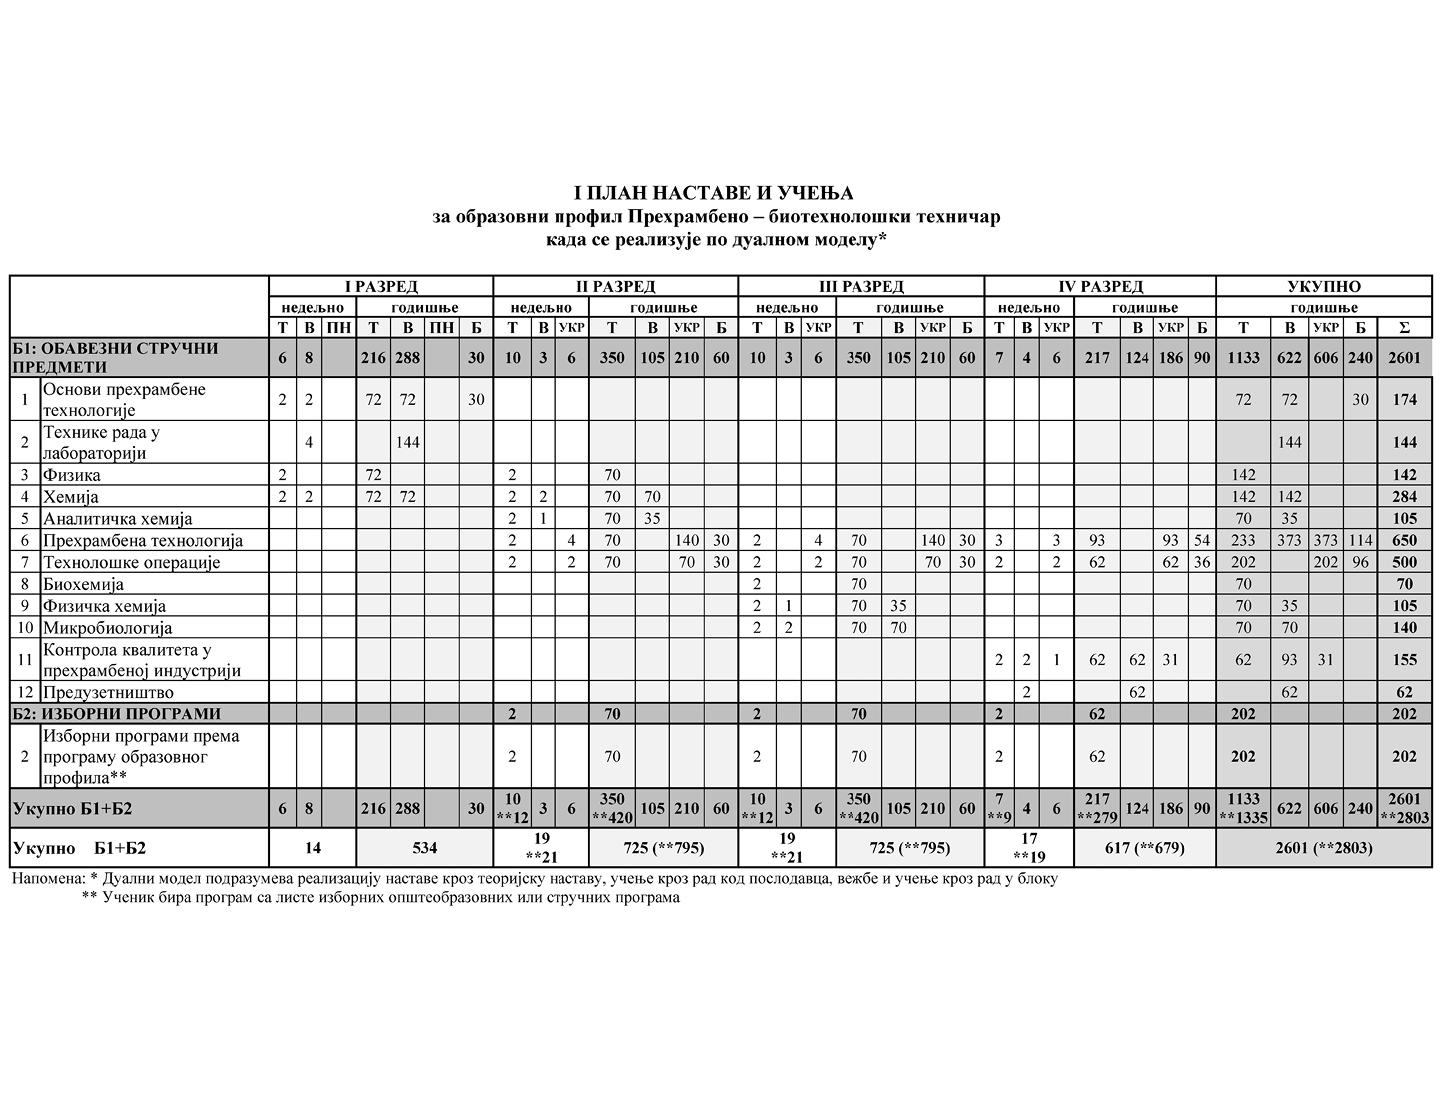 I ПЛАН НАСТАВЕ И УЧЕЊА
за образовни профил Прехрамбено – биотехнолошки техничар
када се реализује по дуалном моделу*
I РАЗРЕД II РАЗРЕД III РАЗРЕД IV РАЗРЕД УКУПНО
недељно годишње недељно годишње недељно годишње недељно годишње годишње
Т В ПН Т В ПН Б Т В УКР Т В УКР Б Т В УКР Т В УКР Б Т В УКР Т В УКР Б Т В УКР Б Σ
Б1: ОБАВЕЗНИ СТРУЧНИ
ПРЕДМЕТИ 6 8 216 288 30 10 3 6 350 105 210 60 10 3 6 350 105 210 60 7 4 6 217 124 186 90 1133 622 606 240 2601
1 Основи прехрамбене
технологије 2 2 72 72 30 72 72 30 174
2 Технике рада у
лабораторији 4 144 144 144
3 Физика 2 72 2 70 142 142
4 Хемија 2 2 72 72 2 2 70 70 142 142 284
5 Аналитичка хемија 2 1 70 35 70 35 105
6 Прехрамбена технологија 2 4 70 140 30 2 4 70 140 30 3 3 93 93 54 233 373 373 114 650
7 Технолошке операције 2 2 70 70 30 2 2 70 70 30 2 2 62 62 36 202 202 96 500
8 Биохемија 2 70 70 70
9 Физичка хемија 2 1 70 35 70 35 105
10 Микробиологија 2 2 70 70 70 70 140
11 Контрола квалитета у
прехрамбеној индустрији 2 2 1 62 62 31 62 93 31 155
12 Предузетништво 2 62 62 62
Б2: ИЗБОРНИ ПРОГРАМИ 2 70 2 70 2 62 202 202
2 Изборни програми према
програму образовног
профила** 2 70 2 70 2 62 202 202
Укупно Б1+Б2 6 8 216 288 30 10 3 6 350 105 210 60 10 3 6 350 105 210 60 7 4 6 217 124 186 90 1133 622 606 240 2601
**12 **420 **12 **420 **9 **279 **1335 **2803
Укупно Б1+Б2 14 534 19 725 (**795) 19 725 (**795) 17 617 (**679) 2601 (**2803)
**21 **21 **19
Напомена: * Дуални модел подразумева реализацију наставе кроз теоријску наставу, учење кроз рад код послодавца, вежбе и учење кроз рад у блоку
** Ученик бира програм са листе изборних општеобразовних или стручних програма